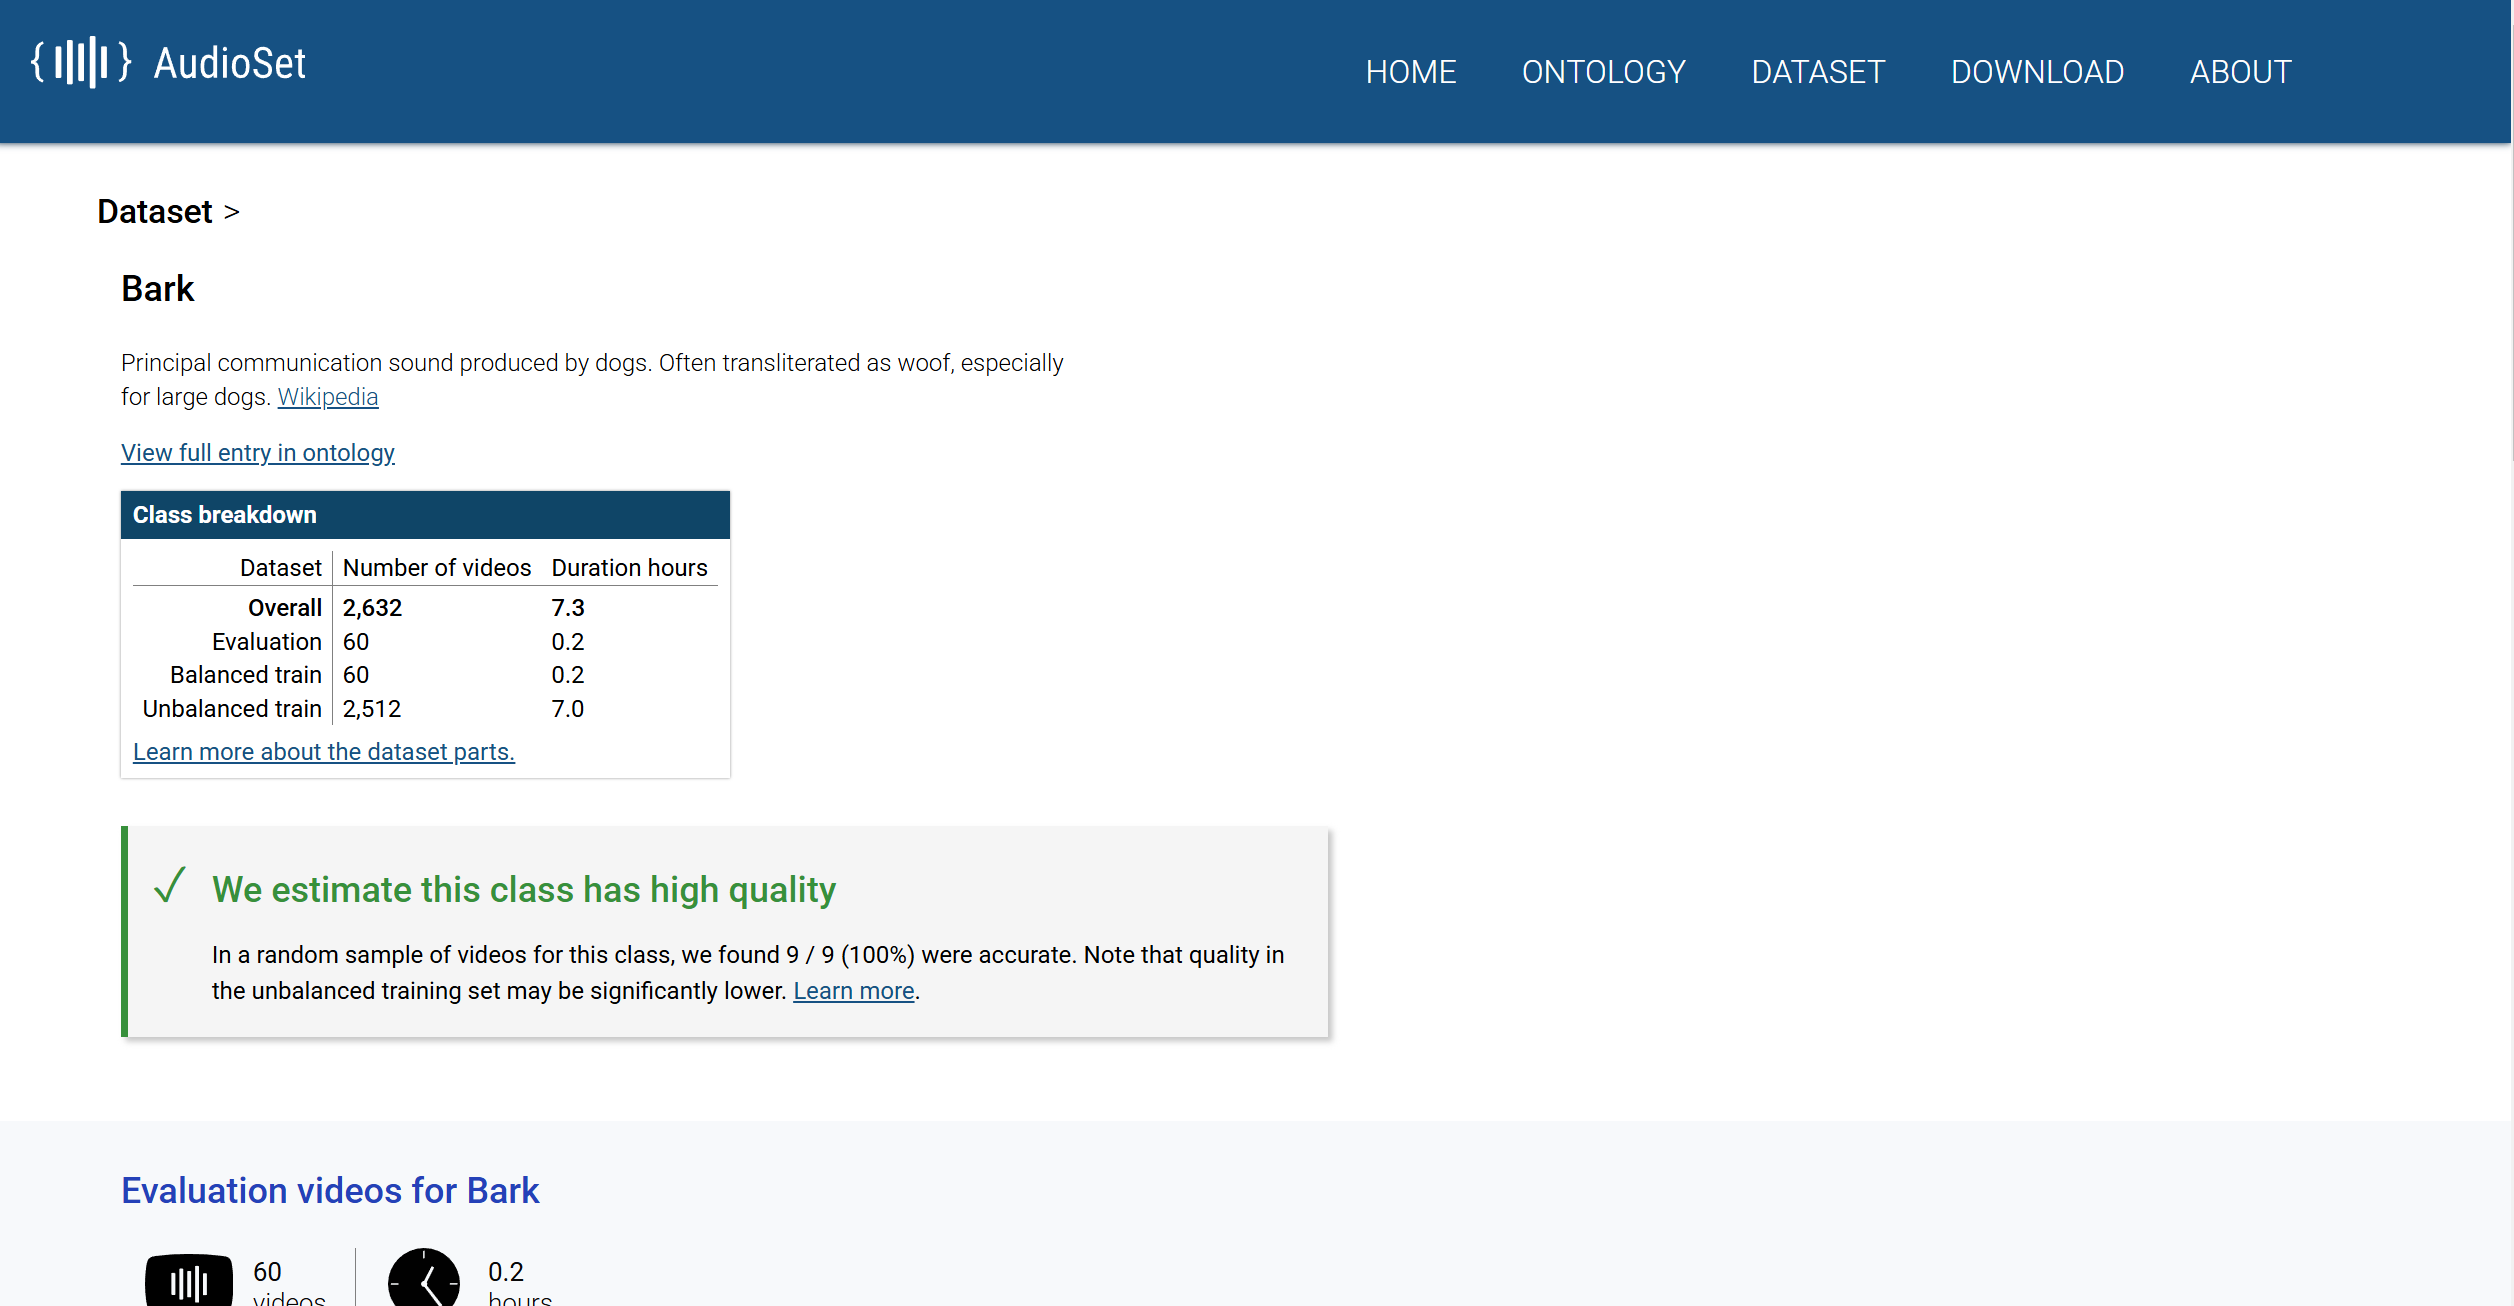 AudioSet
HOME ONTOLOGY DATASET DOWNLOAD ABOUT
Dataset >
Bark
Principal communication sound produced by dogs. Often transliterated as woof, especially
for large dogs. Wikipedia
View full entry in ontology
Class breakdown
Dataset Number of videos Duration hours
Overall 2,632 7.3
Evaluation 60 0.2
Balanced train 60 0.2
Unbalanced train 2,512 7.0
Learn more about the dataset parts.
We estimate this class has high quality
In a random sample of videos for this class, we found 9 / 9 (100%) were accurate. Note that quality in
the unbalanced training set may be significantly lower. Learn more.
Evaluation videos for Bark
60 0.2
videos hours